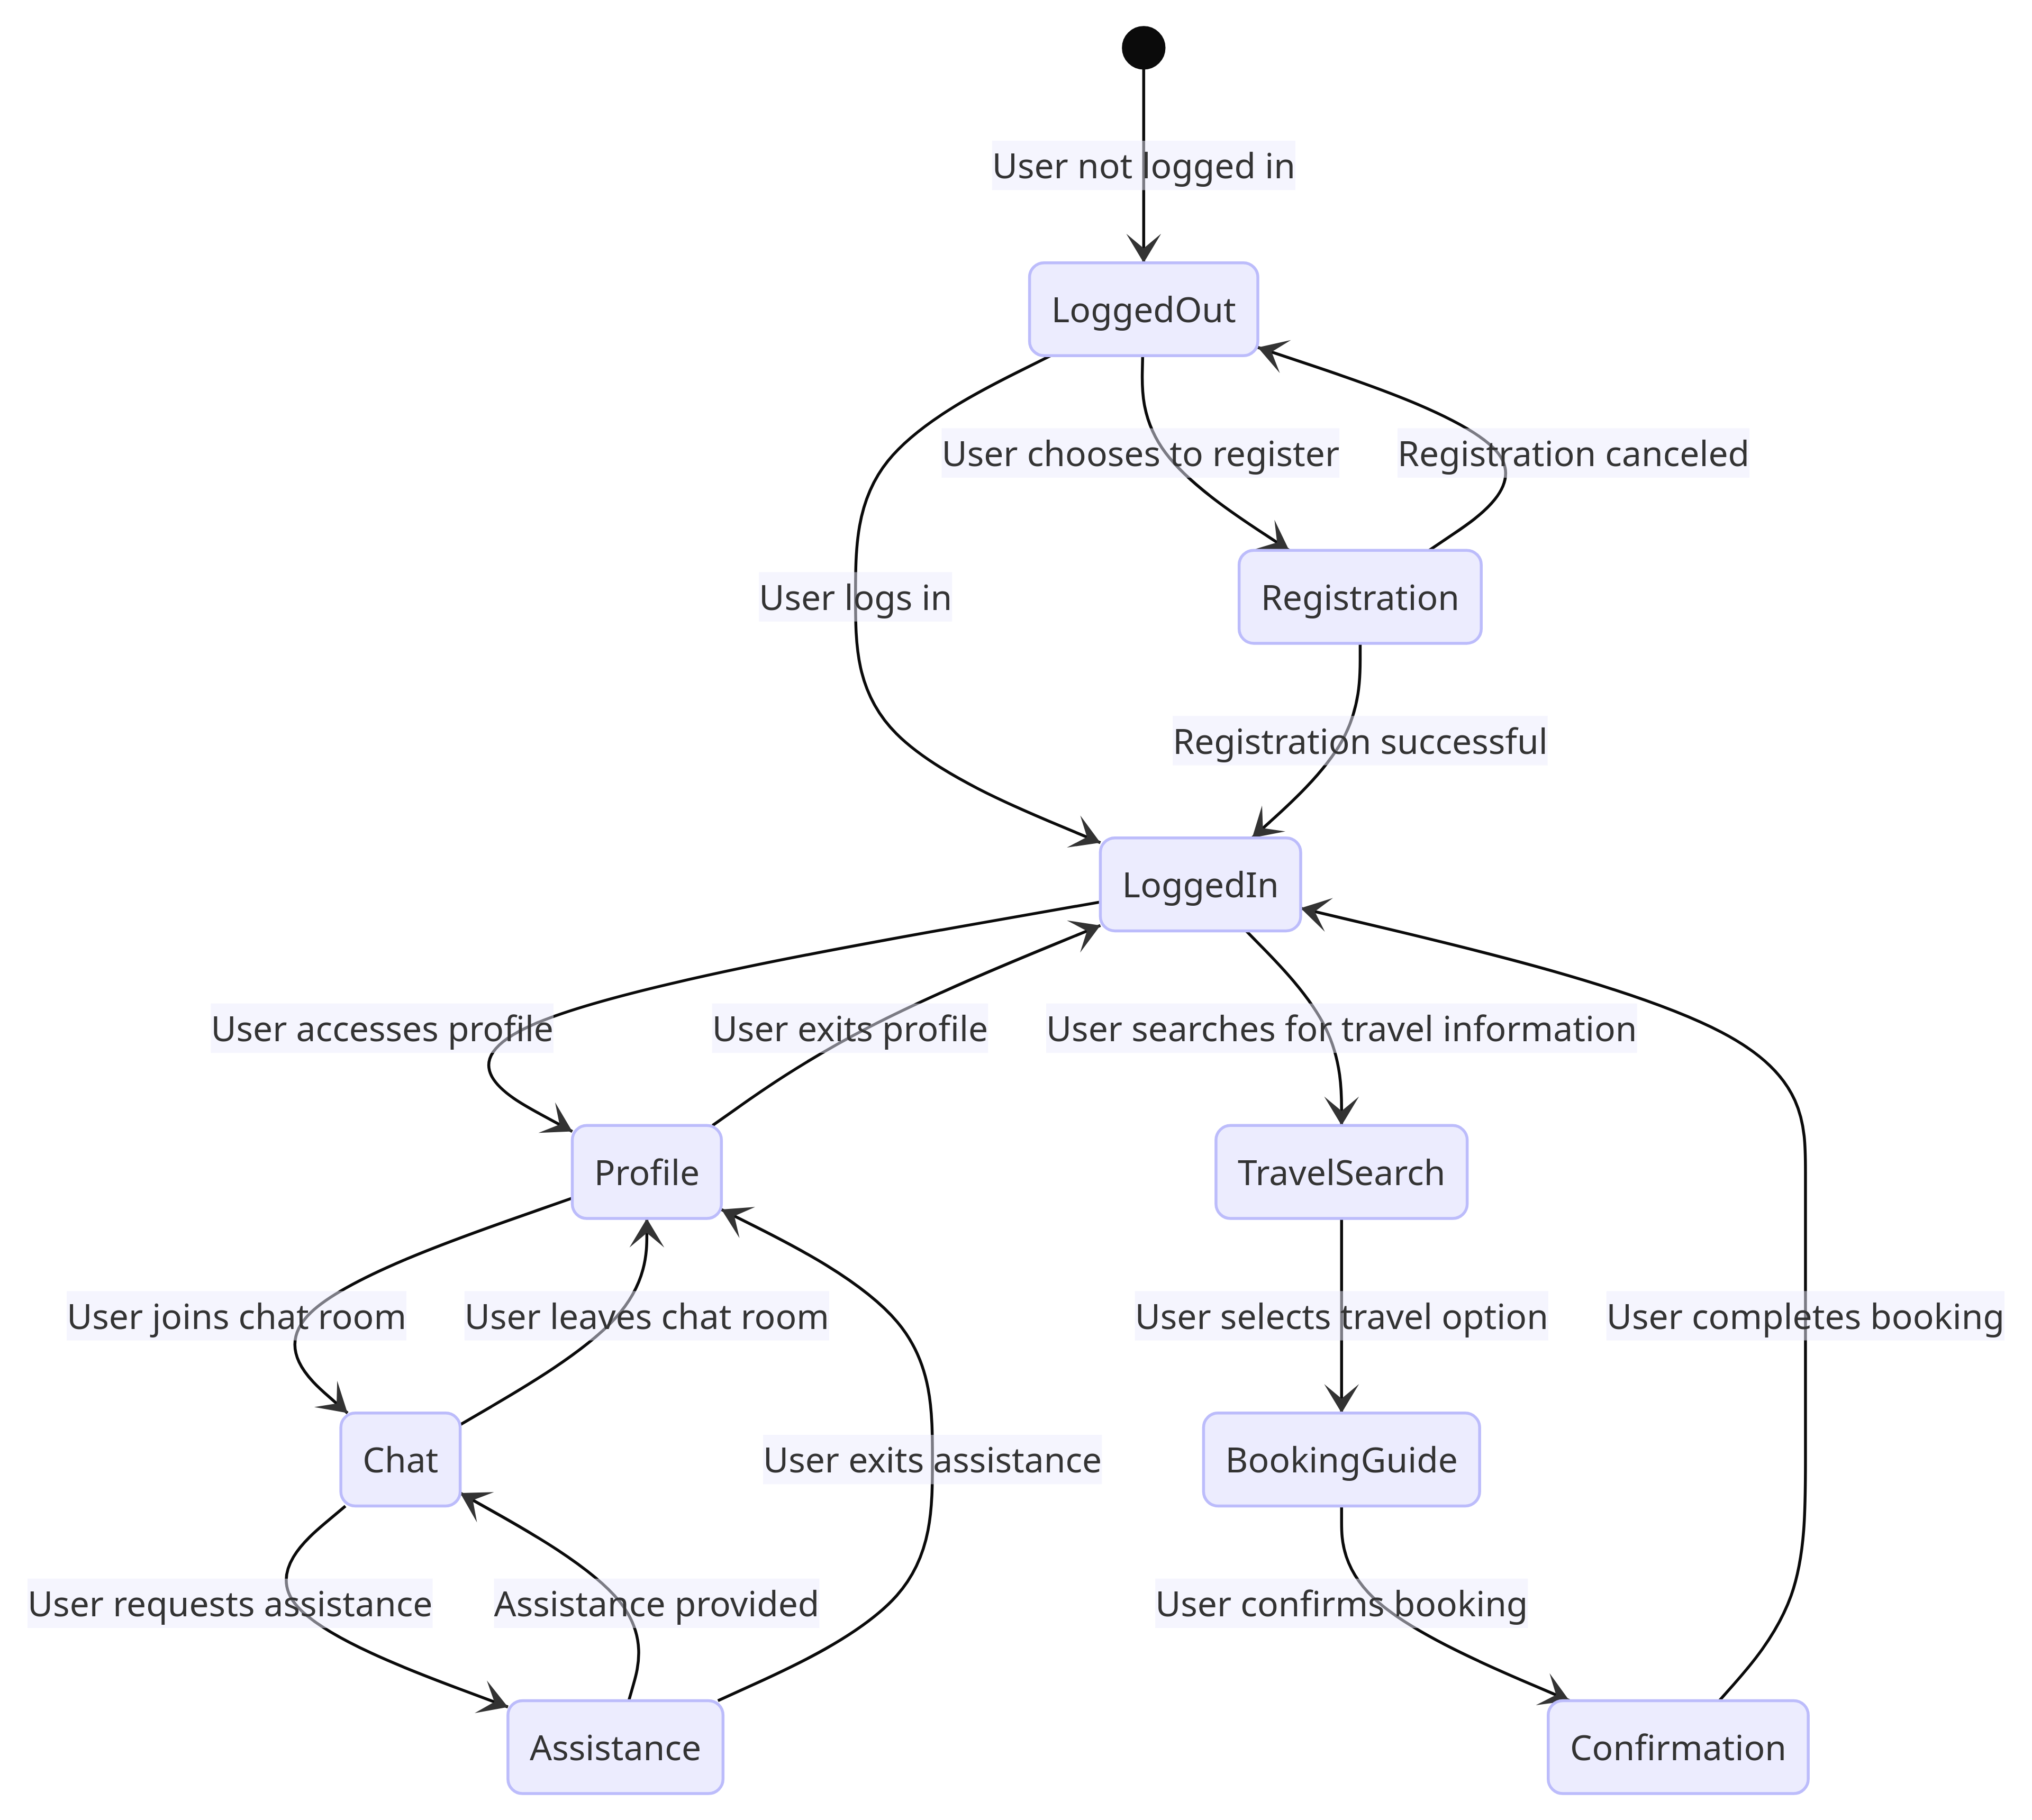 User not logged in
LoggedOut
User chooses to register
Registration canceled
User logs in
Registration
Registration successful
LoggedIn
User accesses profile
User exits profile
User searches for travel information
Profile
TravelSearch
User joins chat room
User leaves chat room
User selects travel option
User completes booking
Chat
User exits assistance
BookingGuide
User requests assistance
Assistance provided
User confirms booking
Assistance
Confirmation